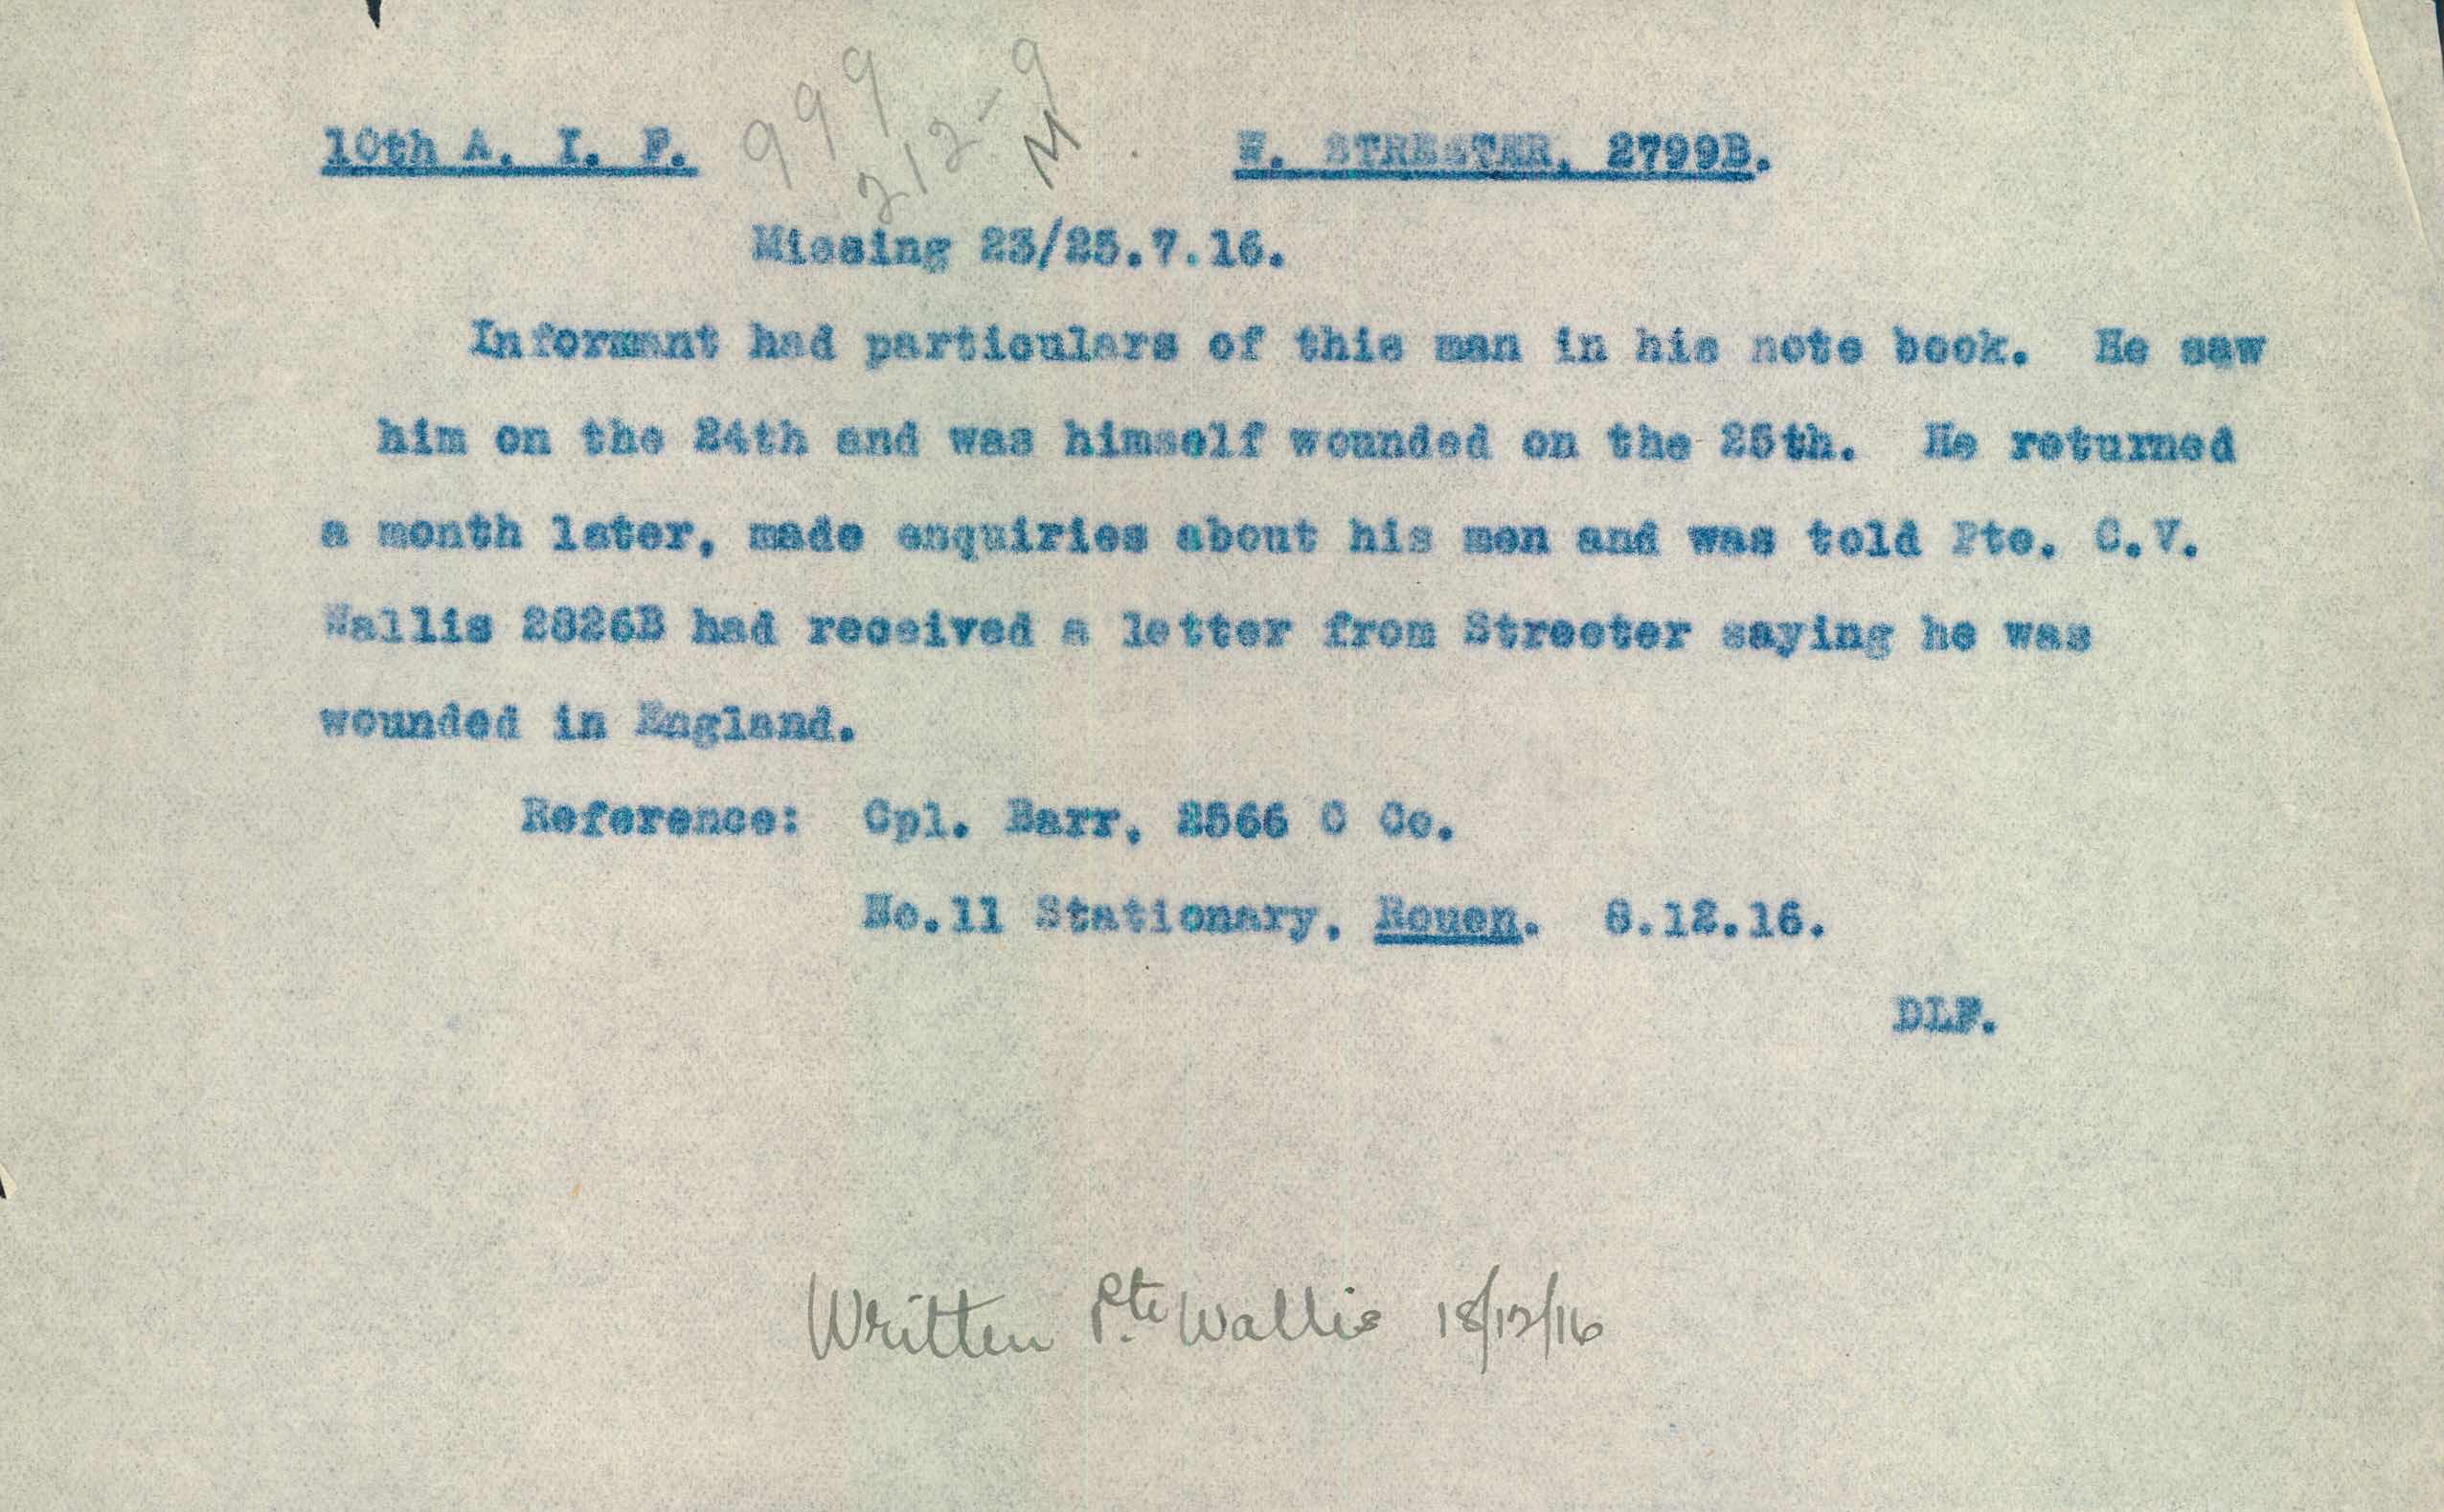 999
212-9
M
10th A. I. F. W. STREETER, 2799B.
Missing 23/25.7.16.
Informant had particulars of this man in his note book. He saw
him on the 24th and was himself wounded on the 25th. He returned
a month later, made enquiries about his men and was told Pte. C.V.
Wallis 2826B had received a letter from Streeter saying he was
wounded in England.
Reference: Cpl. Barr, 2566 C Co.
No.11 Stationary, Rouen. 6.12.16.
DLF.
Written Pte Wallis 18/12/16